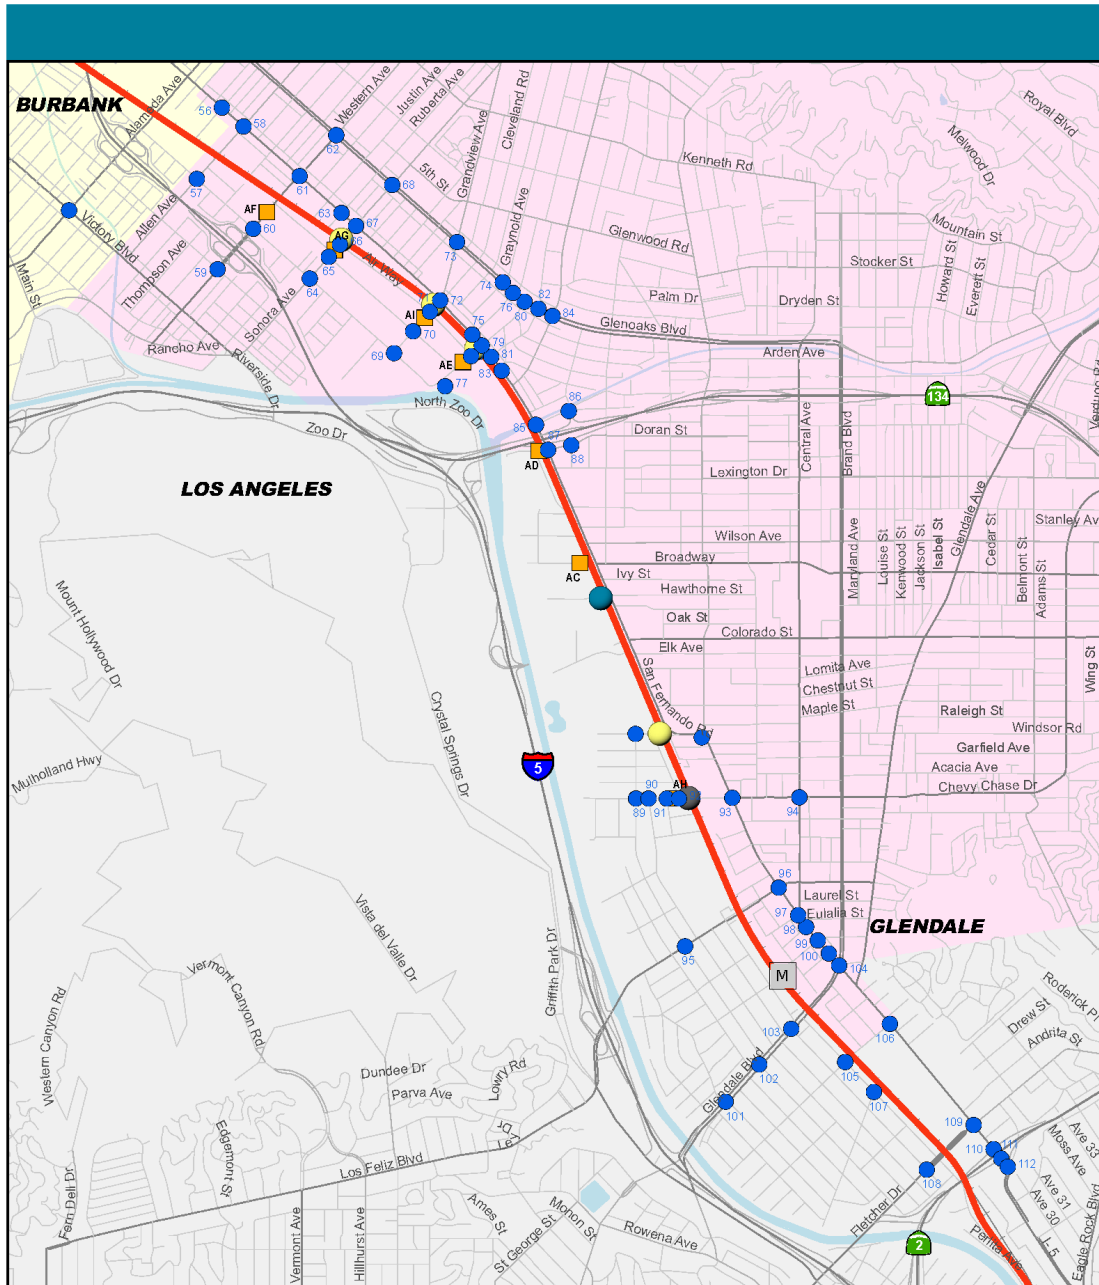 BURBANK
Alameda Ave
Western Ave
Justin Ave
Ruberta Ave
Grandview Ave
Cleveland Rd
Royal Blvd
Melwood Dr
56
58
62
5th St
Kenneth Rd
57
61
68
Allen Ave
AF
60
63
67
Graynold Ave
Glenwood Rd
Mountain St
Howard St
Everett St
Victory Blvd
AG
66
73
Stocker St
Main St
Thompson Ave
59
65
64
Air Way
74
76
80
82
84
Palm Dr
Dryden St
Sonora Ave
72
AI
70
75
79
Glenoaks Blvd
Rancho Ave
69
AE
81
83
Arden Ave
Riverside Dr
77
Verdugo Rd
134
North Zoo Dr
86
Zoo Dr
85
87
88
Doran St
Central Ave
Brand Blvd
AD
Lexington Dr
LOS ANGELES
Glendale Ave
Wilson Ave
Stanley Av
Maryland Ave
Louise St
Kenwood St
Jackson St
Isabel St
Cedar St
Belmont St
Adams St
Broadway
AC
Ivy St
Hawthorne St
Mount Hollywood Dr
Oak St
Colorado St
Elk Ave
Wing St
San Fernando Rd
Lomita Ave
Chestnut St
Maple St
Crystal Springs Dr
Raleigh St
Windsor Rd
Garfield Ave
Mulholland Hwy
5
Acacia Ave
Chevy Chase Dr
90
AH
89
91
93
94
96
Laurel St
97
Eulalia St
98
GLENDALE
99
100
104
95
Vista del Valle Dr
Griffith Park Dr
Vermont Canyon Rd
M
Western Canyon Rd
Roderick Pl
Drew St
Andrita St
103
106
Dundee Dr
Parva Ave
Lowry Rd
Glendale Blvd
102
105
107
101
Edgemont St
Ley Dr
109
Ave 33
Moss Ave
110
111
112
Los Feliz Blvd
108
Fern Dell Dr
Vermont Ave
Hillhurst Ave
Ames St
St George St
Monon St
Rowena Ave
Fletcher Dr
2
Perlita Ave
Ave 31
Ave 30
I-5
Eagle Rock Blvd